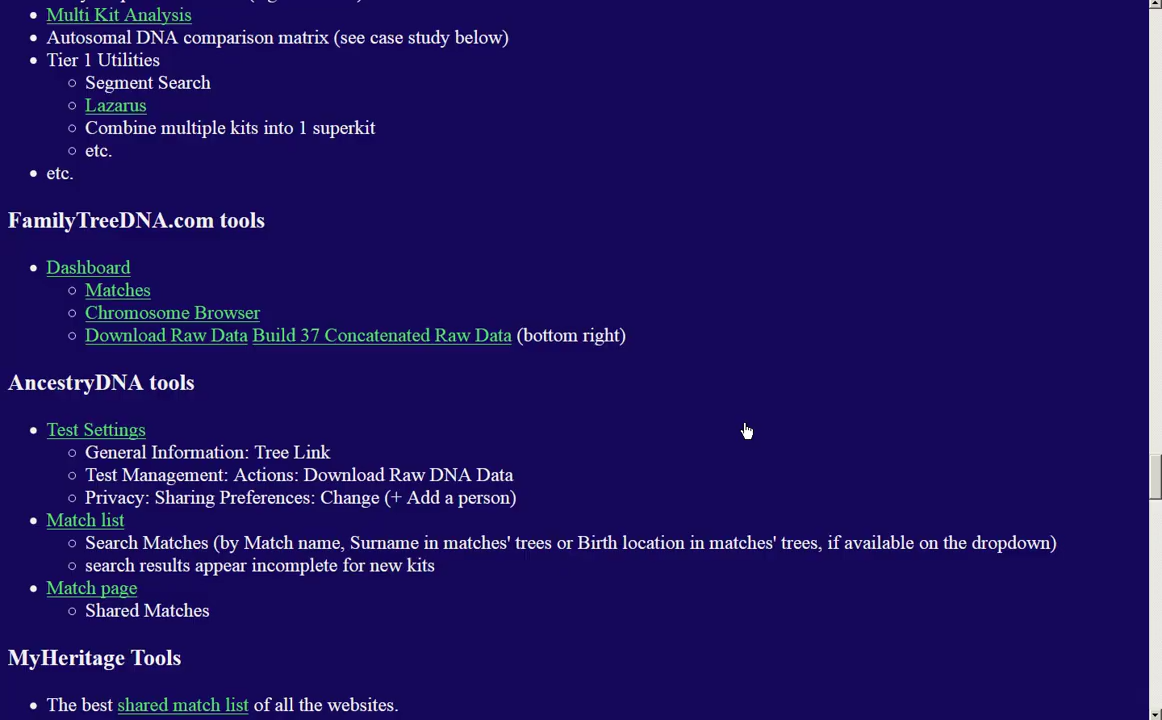 Multi Kit Analysis
Autosomal DNA comparison matrix (see case study below)
Tier 1 Utilities
Segment Search
Lazarus
Combine multiple kits into 1 superkit
etc.
etc.
FamilyTreeDNA.com tools
Dashboard
Matches
Chromosome Browser
Download Raw Data Build 37 Concatenated Raw Data (bottom right)
AncestryDNA tools
Test Settings
General Information: Tree Link
Test Management: Actions: Download Raw DNA Data
Privacy: Sharing Preferences: Change (+ Add a person)
Match list
Search Matches (by Match name, Surname in matches' trees or Birth location in matches' trees, if available on the dropdown)
search results appear incomplete for new kits
Match page
Shared Matches
MyHeritage Tools
The best shared match list of all the websites.